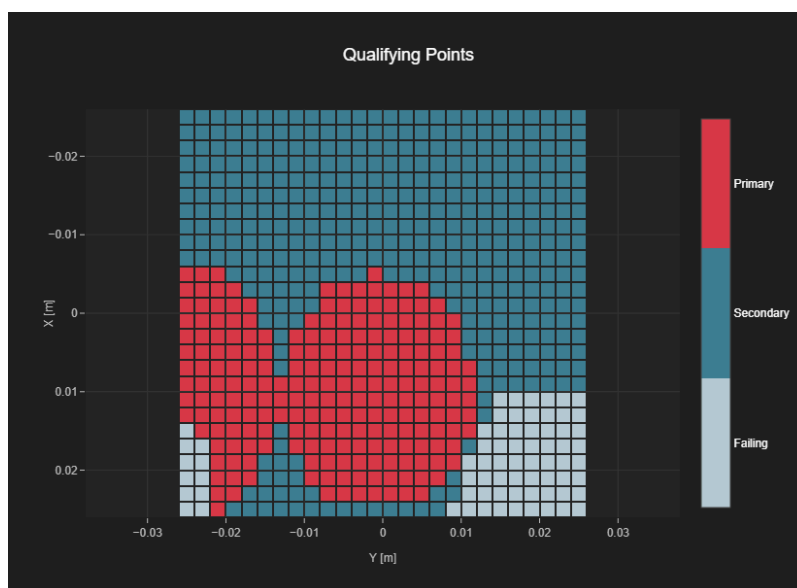 Qualifying Points
−0.02
−0.01
0
0.01
0.02
X [m]
−0.03
−0.02
−0.01
0
0.01
0.02
0.03
Y [m]
Primary
Secondary
Failing